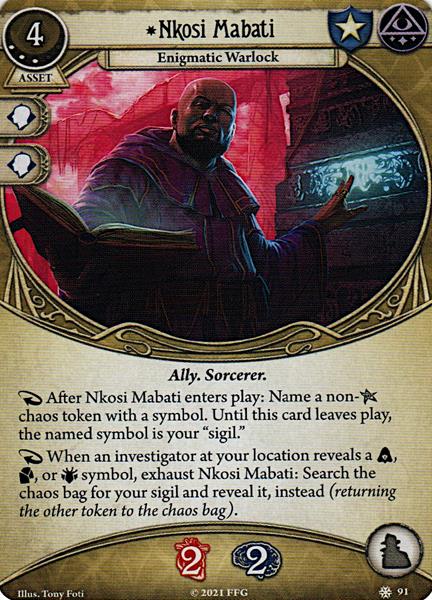 4
ASSET
Nkosi Mabati
Enigmatic Warlock
Ally. Sorcerer.
After Nkosi Mabati enters play: Name a non-
chaos token with a symbol. Until this card leaves play,
the named symbol is your “sigil.”
When an investigator at your location reveals a ,
, or symbol, exhaust Nkosi Mabati: Search the
chaos bag for your sigil and reveal it, instead (returning
the other token to the chaos bag).
2 2
Illus. Tony Foti © 2021 FFG 91